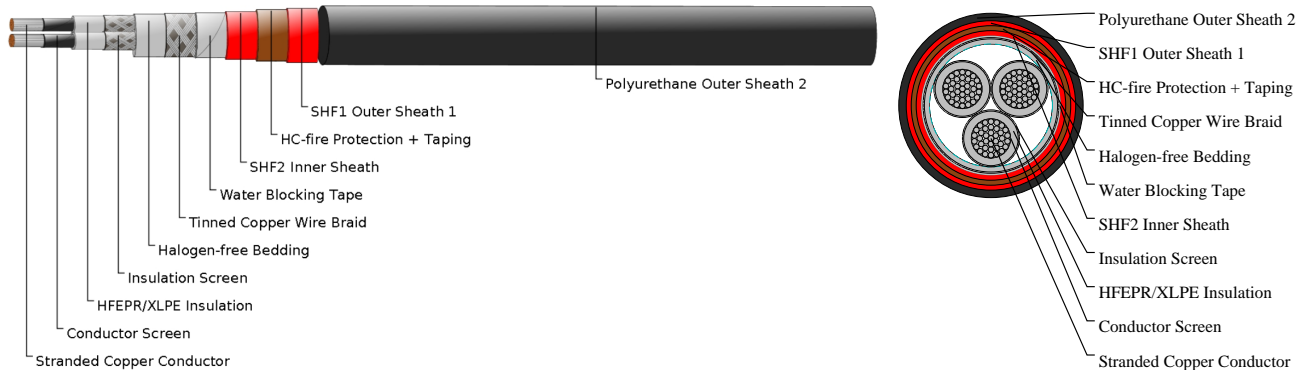 Polyurethane Outer Sheath 2
SHF1 Outer Sheath 1
HC-fire Protection + Taping
SHF2 Inner Sheath
Water Blocking Tape
Tinned Copper Wire Braid
Halogen-free Bedding
Insulation Screen
HFEPR/XLPE Insulation
Conductor Screen
Stranded Copper Conductor
Polyurethane Outer Sheath 2
SHF1 Outer Sheath 1
HC-fire Protection + Taping
Tinned Copper Wire Braid
Halogen-free Bedding
Water Blocking Tape
SHF2 Inner Sheath
Insulation Screen
HFEPR/XLPE Insulation
Conductor Screen
Stranded Copper Conductor